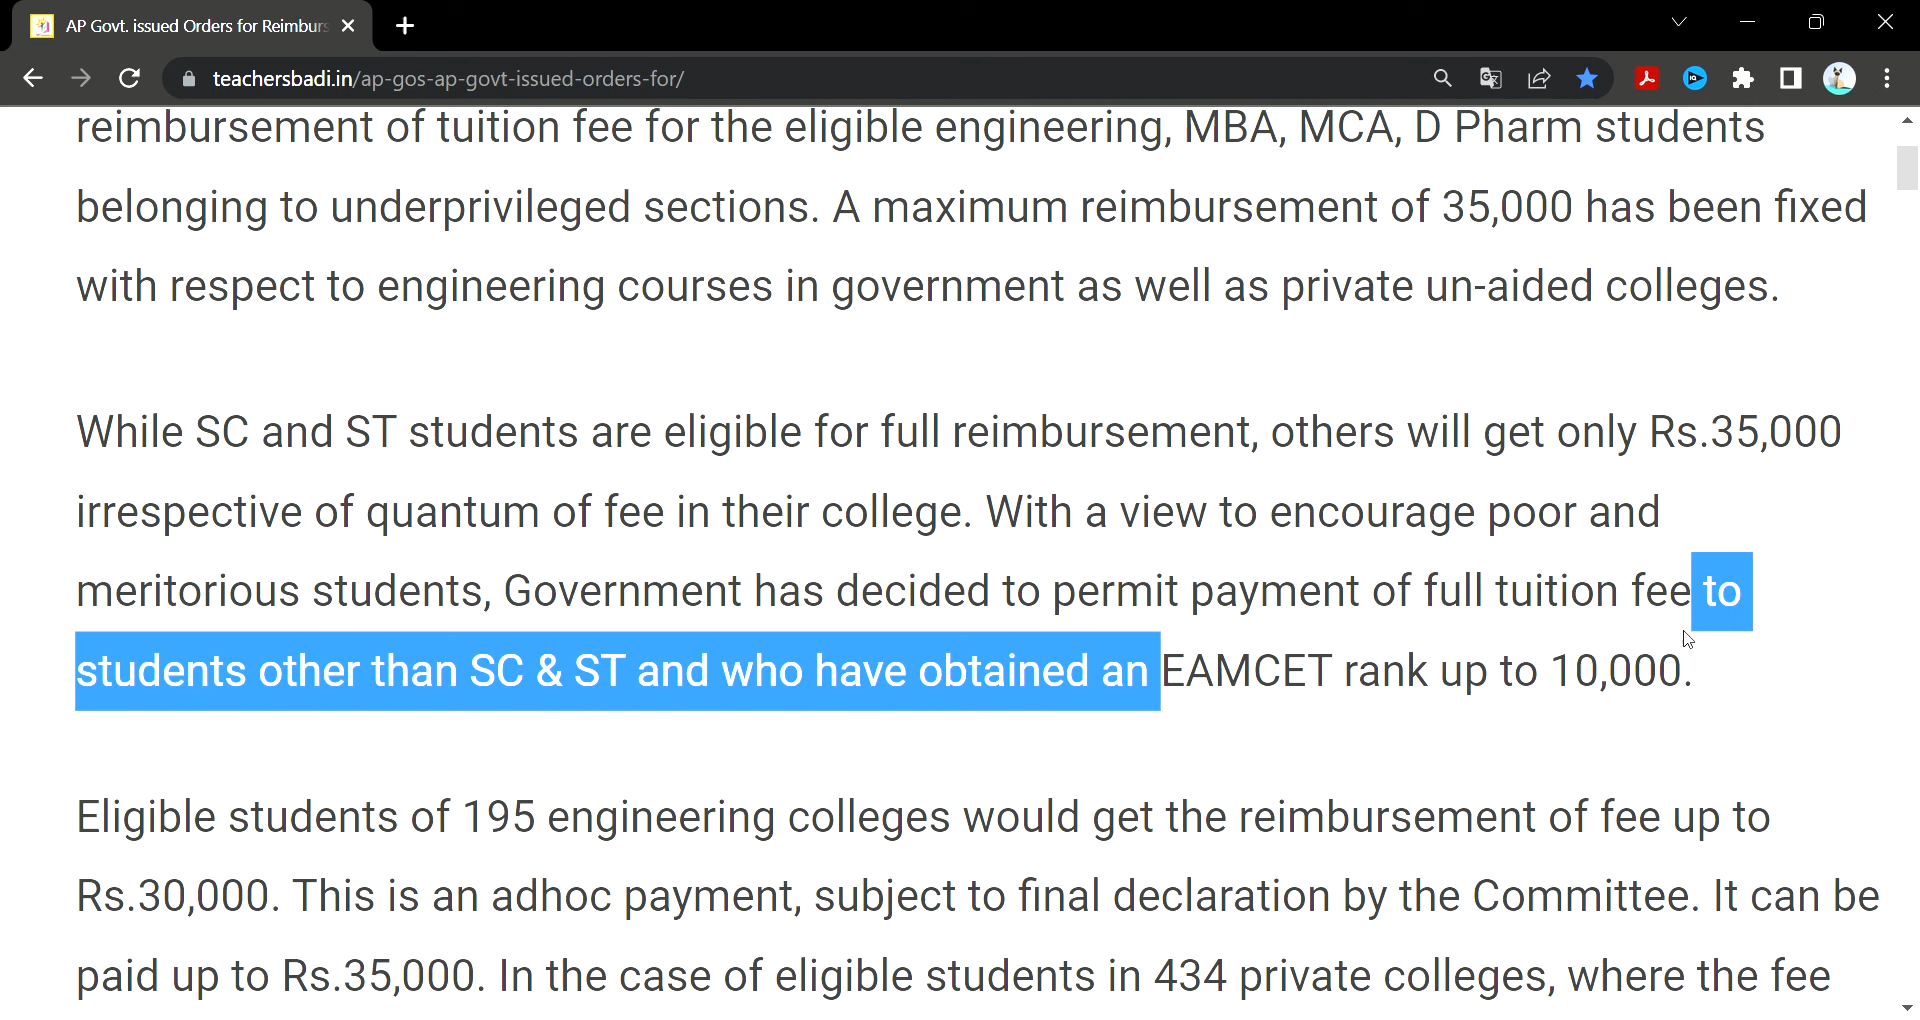 AP Govt. issued Orders for Reimburs
teachersbadi.in/ap-gos-ap-govt-issued-orders-for/
reimbursement of tuition fee for the eligible engineering, MBA, MCA, D Pharm students
belonging to underprivileged sections. A maximum reimbursement of 35,000 has been fixed
with respect to engineering courses in government as well as private un-aided colleges.
While SC and ST students are eligible for full reimbursement, others will get only Rs.35,000
irrespective of quantum of fee in their college. With a view to encourage poor and
meritorious students, Government has decided to permit payment of full tuition fee to
students other than SC & ST and who have obtained an EAMCET rank up to 10,000.
Eligible students of 195 engineering colleges would get the reimbursement of fee up to
Rs.30,000. This is an adhoc payment, subject to final declaration by the Committee. It can be
paid up to Rs.35,000. In the case of eligible students in 434 private colleges, where the fee